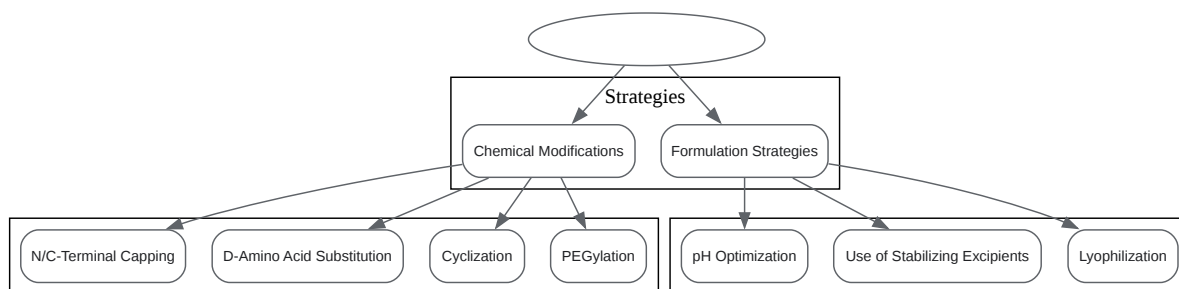 Strategies
Chemical Modifications
Formulation Strategies
N/C-Terminal Capping
D-Amino Acid Substitution
Cyclization
PEGylation
pH Optimization
Use of Stabilizing Excipients
Lyophilization